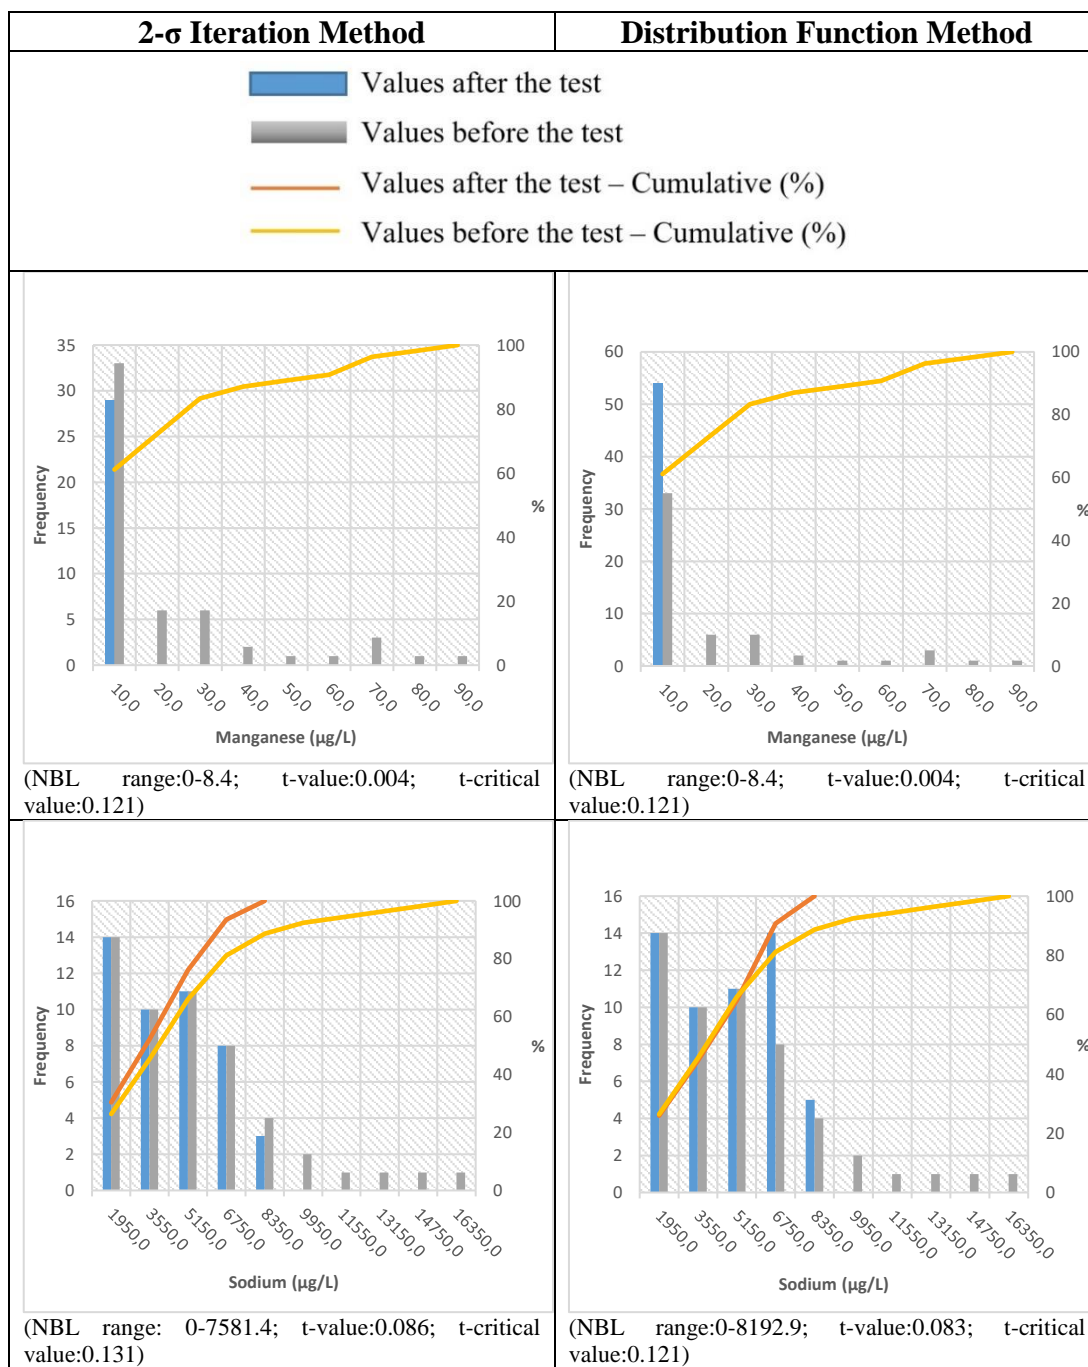 2-σ Iteration Method
Distribution Function Method
Values after the test
Values before the test
Values after the test – Cumulative (%)
Values before the test – Cumulative (%)
35
30
25
20
15
10
5
0
Frequency
100
80
60
40
20
0
%
10,0 20,0 30,0 40,0 50,0 60,0 70,0 80,0 90,0
Manganese (µg/L)
(NBL range:0-8.4; t-value:0.004; t-critical
value:0.121)
60
50
40
30
20
10
0
Frequency
100
80
60
40
20
0
%
10,0 20,0 30,0 40,0 50,0 60,0 70,0 80,0 90,0
Manganese (µg/L)
(NBL range:0-8.4; t-value:0.004; t-critical
value:0.121)
16
14
12
10
8
6
4
2
0
Frequency
100
80
60
40
20
0
%
1950,0 3550,0 5150,0 6750,0 8350,0 9950,0 11550,0 13150,0 14750,0 16350,0
Sodium (µg/L)
(NBL range: 0-7581.4; t-value:0.086; t-critical
value:0.131)
16
14
12
10
8
6
4
2
0
Frequency
100
80
60
40
20
0
%
1950,0 3550,0 5150,0 6750,0 8350,0 9950,0 11550,0 13150,0 14750,0 16350,0
Sodium (µg/L)
(NBL range:0-8192.9; t-value:0.083; t-critical
value:0.121)